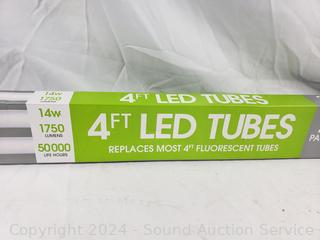 14w
1750
4FT LED TUBES
14w
1750
LUMENS
50000
LIFE HOURS
4FT LED TUBES
REPLACES MOST 4FT FLUORESCENT TUBES
PA
Copyright 2024 - Sound Auction Service